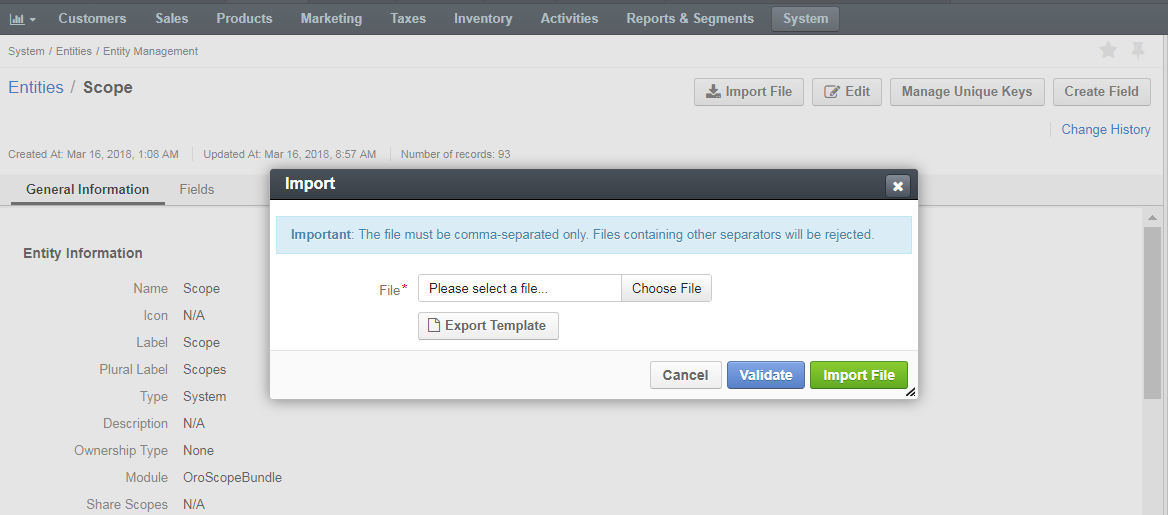 Customers Sales Products Marketing Taxes Inventory Activities Reports & Segments System
System / Entities / Entity Management
Entities / Scope
Import File Edit Manage Unique Keys Create Field
Change History
Created At: Mar 16, 2018, 1:08 AM Updated At: Mar 16, 2018, 8:57 AM Number of records: 93
General Information Fields
Import
Important: The file must be comma-separated only. Files containing other separators will be rejected.
File* Please select a file... Choose File
Export Template
Cancel Validate Import File
Entity Information
Name Scope
Icon N/A
Label Scope
Plural Label Scopes
Type System
Description N/A
Ownership Type None
Module OroScopeBundle
Share Scopes N/A